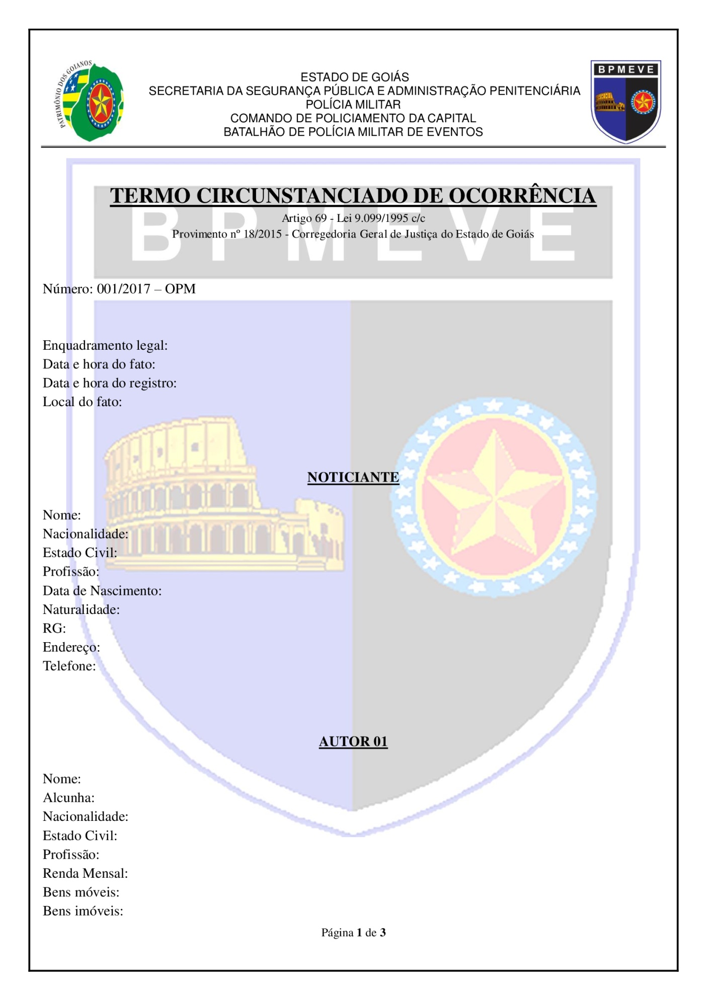 PATRIMÔNIO DOS GOIANOS
ESTADO DE GOIÁS
SECRETARIA DA SEGURANÇA PÚBLICA E ADMINISTRAÇÃO PENITENCIÁRIA
POLÍCIA MILITAR
COMANDO DE POLICIAMENTO DA CAPITAL
BATALHÃO DE POLÍCIA MILITAR DE EVENTOS
BPMEVE
TERMO CIRCUNSTANCIADO DE OCORRÊNCIA
Artigo 69 - Lei 9.099/1995 c/c
Provimento nº 18/2015 - Corregedoria Geral de Justiça do Estado de Goiás
BPMEVE
Número: 001/2017 – OPM
Enquadramento legal:
Data e hora do fato:
Data e hora do registro:
Local do fato:
NOTICIANTE
Nome:
Nacionalidade:
Estado Civil:
Profissão:
Data de Nascimento:
Naturalidade:
RG:
Endereço:
Telefone:
AUTOR 01
Nome:
Alcunha:
Nacionalidade:
Estado Civil:
Profissão:
Renda Mensal:
Bens móveis:
Bens imóveis:
Página 1 de 3